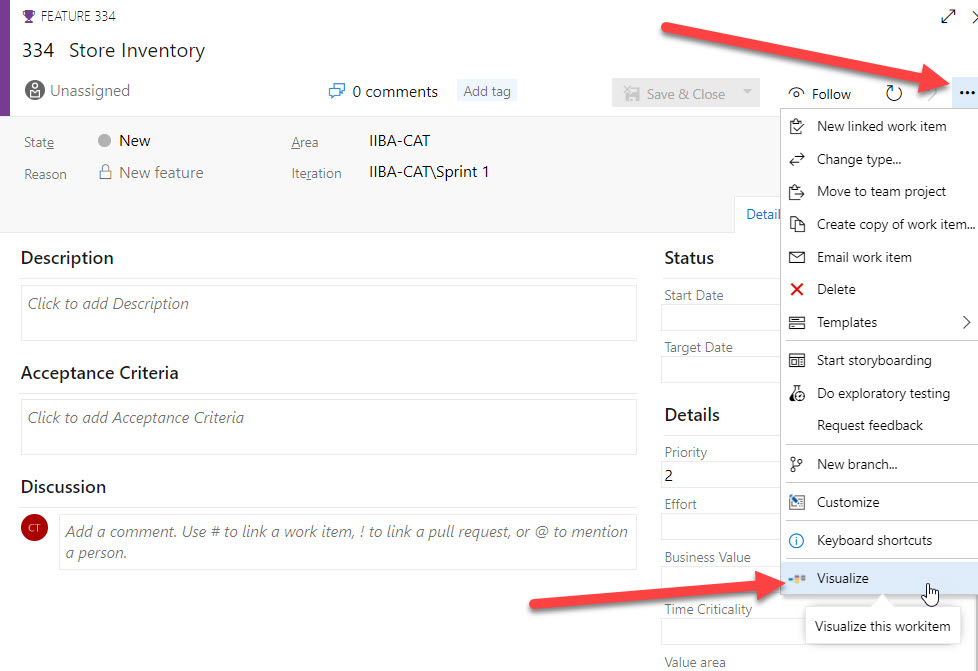 FEATURE 334
334 Store Inventory
Unassigned
0 comments
Add tag
Save & Close
Follow
State
New
Area
IIBA-CAT
Reason
New feature
Iteration
IIBA-CAT\Sprint 1
Detail
Description
Click to add Description
Acceptance Criteria
Click to add Acceptance Criteria
Discussion
CT
Add a comment. Use # to link a work item, ! to link a pull request, or @ to mention
a person.
Status
Start Date
Target Date
Details
Priority
2
Effort
Business Value
Time Criticality
Value area
New linked work item
Change type...
Move to team project
Create copy of work item...
Email work item
Delete
Templates
Start storyboarding
Do exploratory testing
Request feedback
New branch...
Customize
Keyboard shortcuts
Visualize
Visualize this workitem